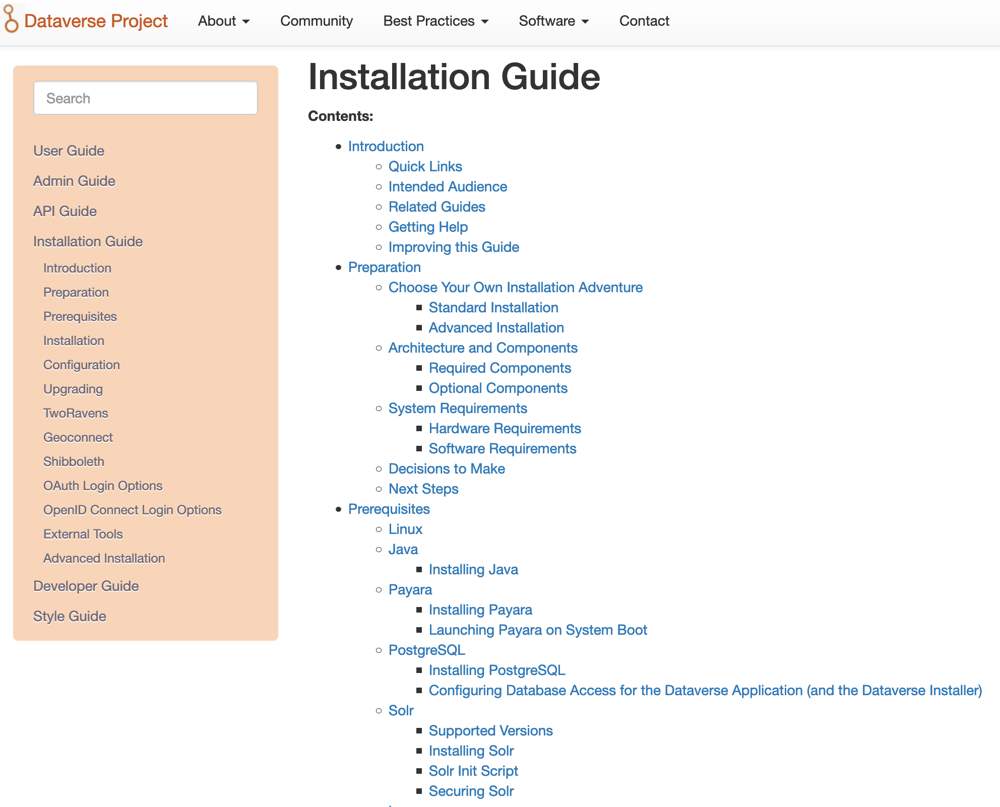 Dataverse Project About Community Best Practices Software Contact
Search
User Guide
Admin Guide
API Guide
Installation Guide
Introduction
Preparation
Prerequisites
Installation
Configuration
Upgrading
TwoRavens
Geoconnect
Shibboleth
OAuth Login Options
OpenID Connect Login Options
External Tools
Advanced Installation
Developer Guide
Style Guide
Installation Guide
Contents:
Introduction
Quick Links
Intended Audience
Related Guides
Getting Help
Improving this Guide
Preparation
Choose Your Own Installation Adventure
Standard Installation
Advanced Installation
Architecture and Components
Required Components
Optional Components
System Requirements
Hardware Requirements
Software Requirements
Decisions to Make
Next Steps
Prerequisites
Linux
Java
Installing Java
Payara
Installing Payara
Launching Payara on System Boot
PostgreSQL
Installing PostgreSQL
Configuring Database Access for the Dataverse Application (and the Dataverse Installer)
Solr
Supported Versions
Installing Solr
Solr Init Script
Securing Solr